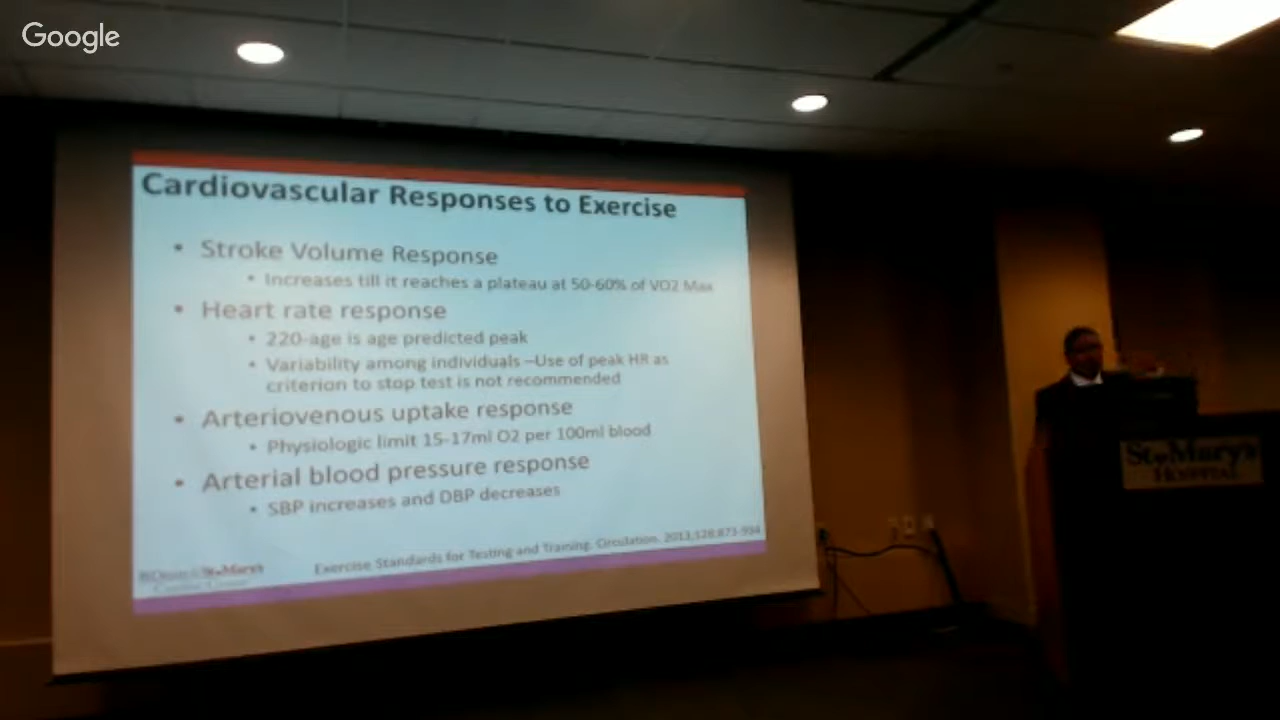 Google
Cardiovascular Responses to Exercise
• Stroke Volume Response
• Increases till it reaches a plateau at 50-60% of VO2 Max
• Heart rate response
• 220-age is age predicted peak
• Variability among individuals –Use of peak HR as
criterion to stop test is not recommended
• Arteriovenous uptake response
• Physiologic limit 15-17ml O2 per 100ml blood
• Arterial blood pressure response
• SBP increases and DBP decreases
Exercise Standards for Testing and Training. Circulation. 2013;128:873-934
St. Mary's
St. Mary's
Hospital